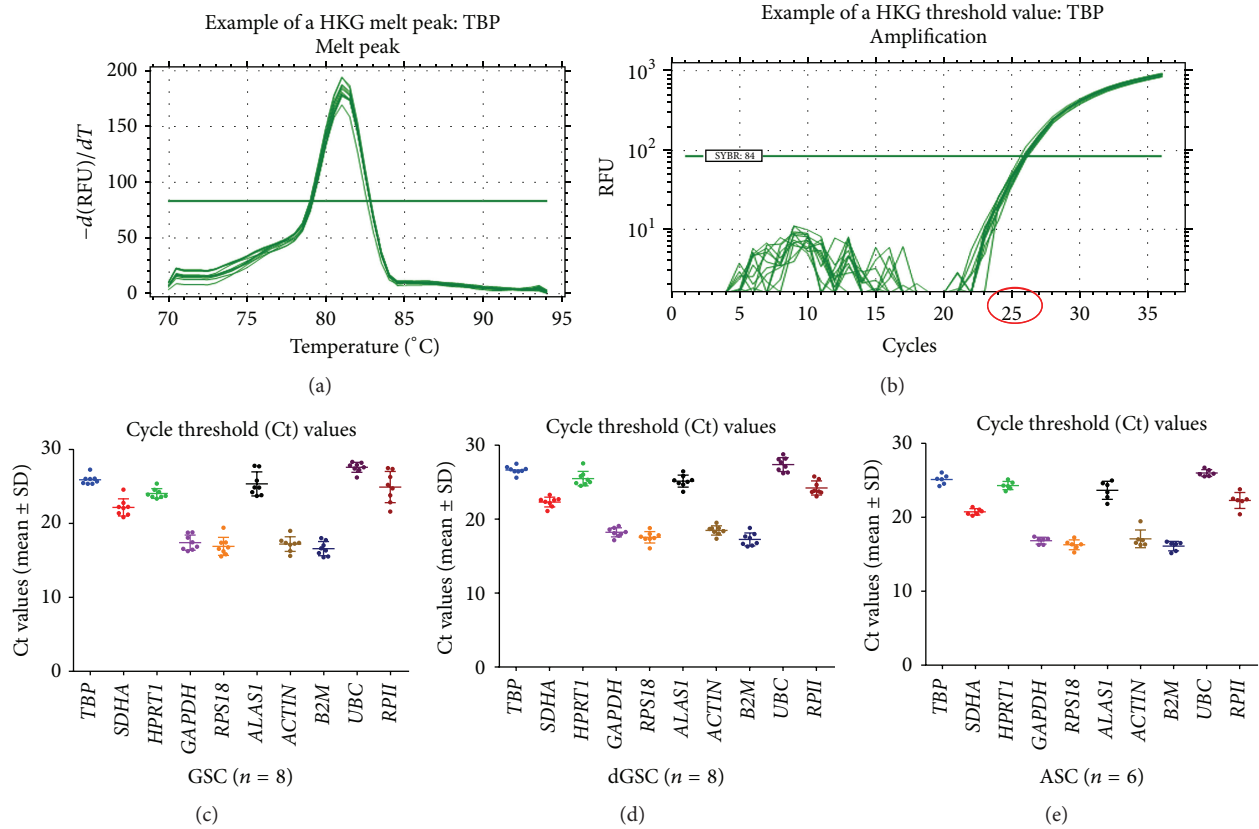 Example of a HKG melt peak: TBP
Melt peak
200
150
100
50
0
−d(RFU)/dT
70
75
80
85
90
95
Temperature (°C)
(a)
Example of a HKG threshold value: TBP
Amplification
10³
10²
10¹
RFU
SYBR: 84
0
5
10
15
20
25
30
35
Cycles
(b)
Cycle threshold (Ct) values
30
20
10
0
Ct values (mean ± SD)
TBP
SDHA
HPRT1
GAPDH
RPS18
ALAS1
ACTIN
B2M
UBC
RPII
GSC (n = 8)
(c)
Cycle threshold (Ct) values
30
20
10
0
Ct values (mean ± SD)
TBP
SDHA
HPRT1
GAPDH
RPS18
ALAS1
ACTIN
B2M
UBC
RPII
dGSC (n = 8)
(d)
Cycle threshold (Ct) values
30
20
10
0
Ct values (mean ± SD)
TBP
SDHA
HPRT1
GAPDH
RPS18
ALAS1
ACTIN
B2M
UBC
RPII
ASC (n = 6)
(e)